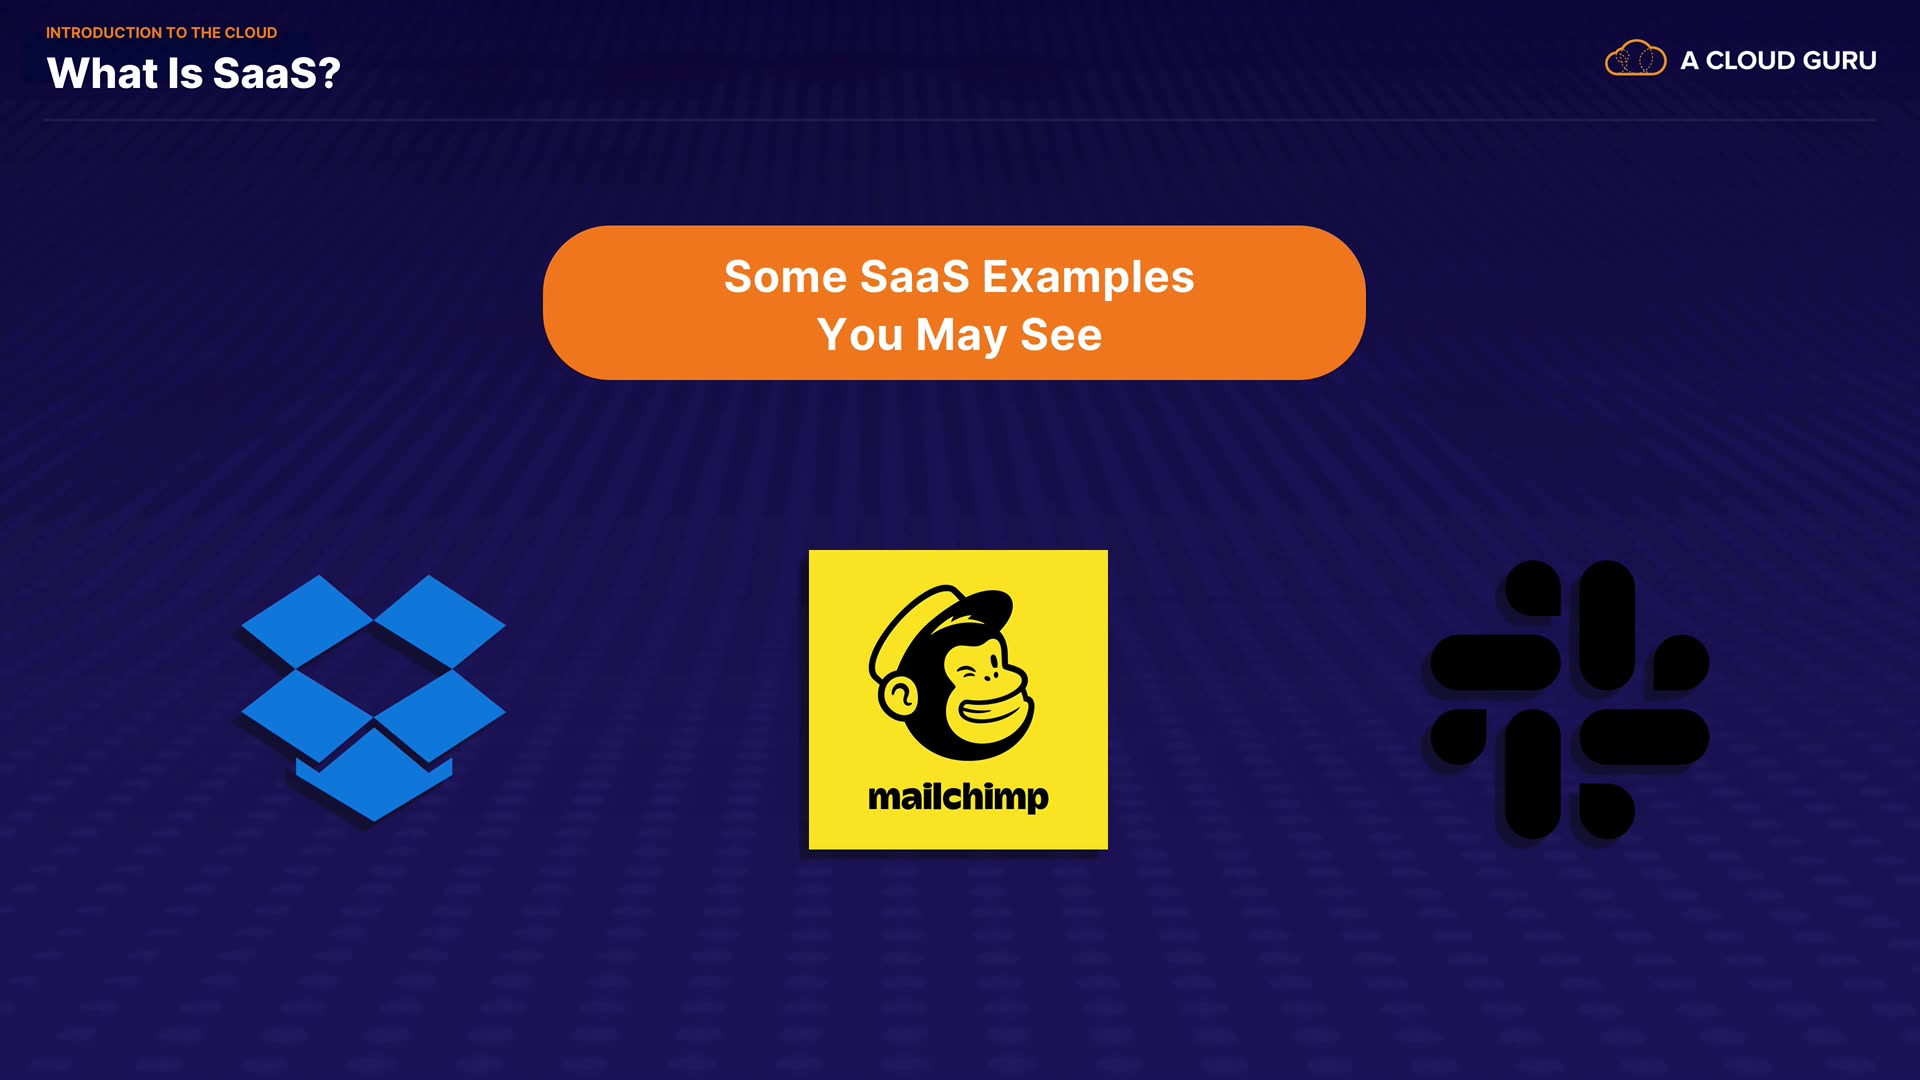 INTRODUCTION TO THE CLOUD
What Is SaaS?
A CLOUD GURU
Some SaaS Examples
You May See
mailchimp